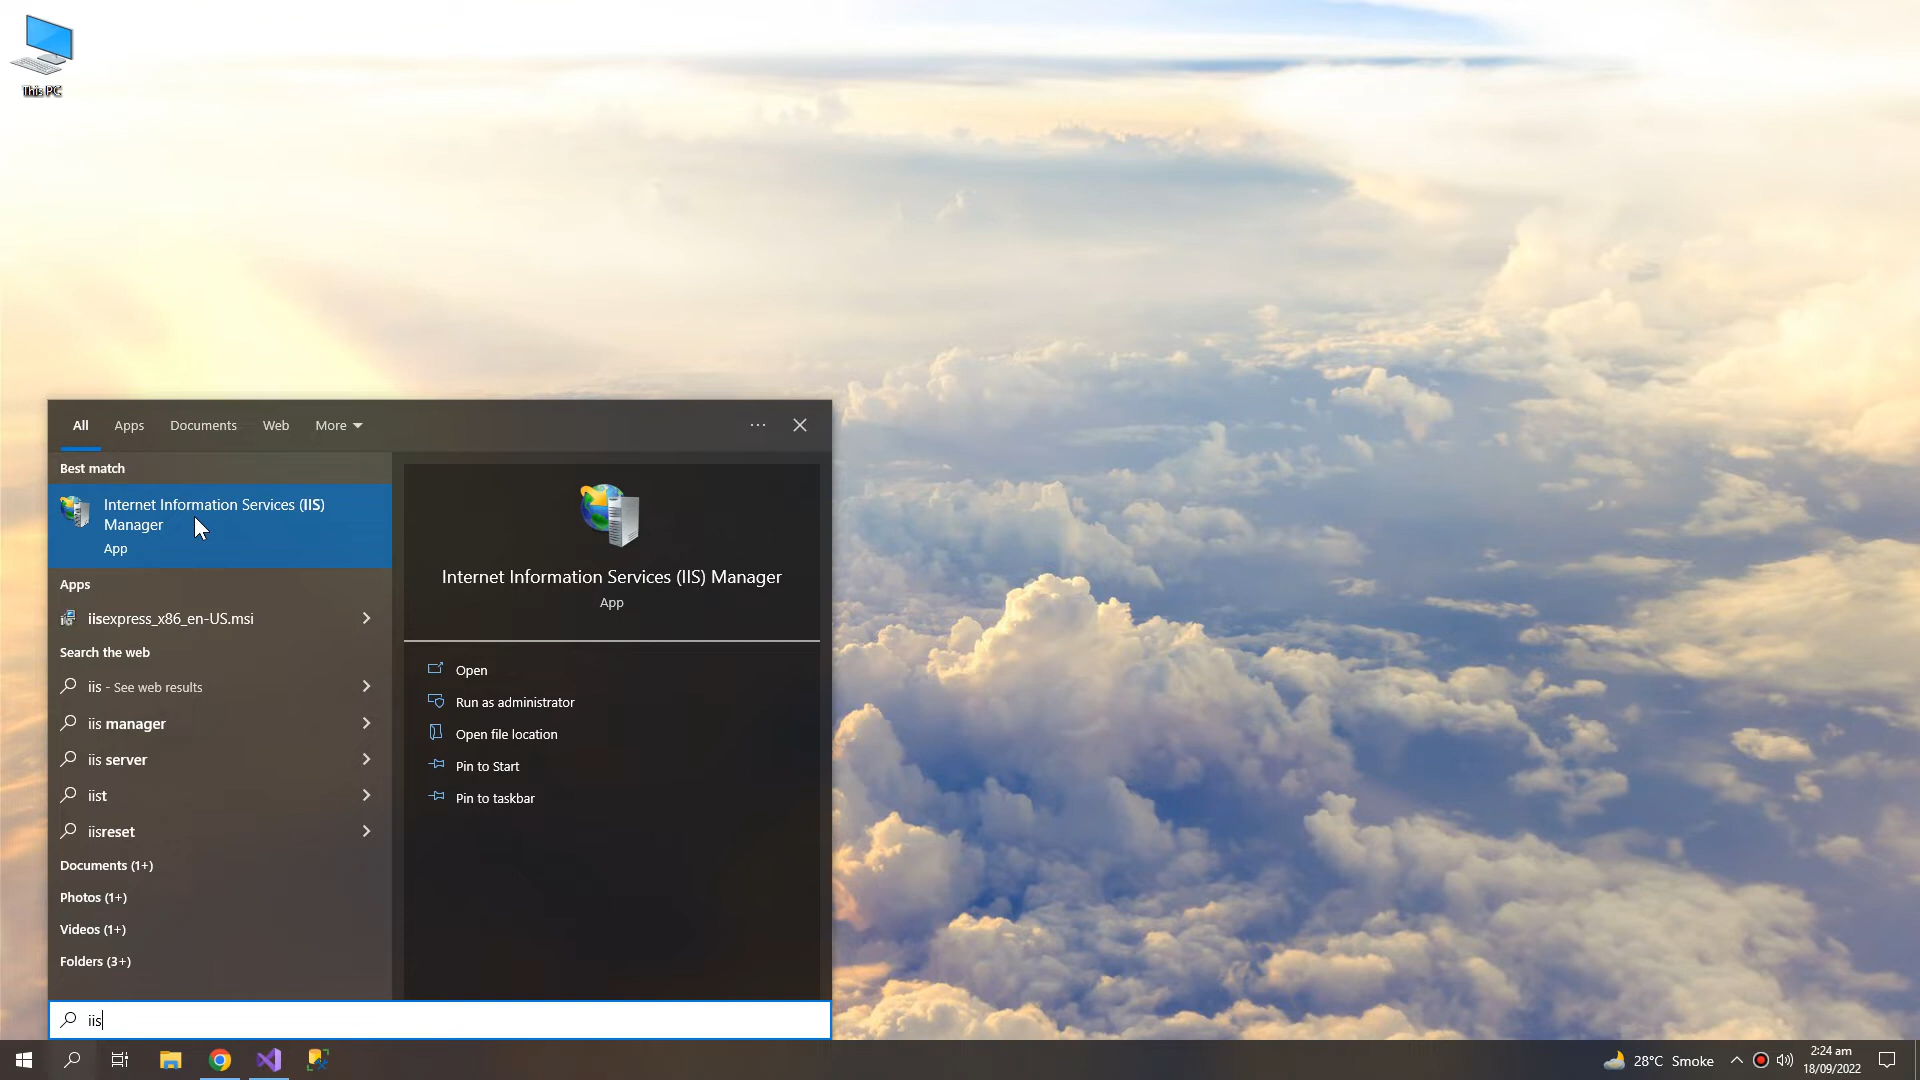 This PC
All
Apps
Documents
Web
More
Best match
Internet Information Services (IIS)
Manager
App
Apps
iisexpress_x86_en-US.msi
Search the web
iis - See web results
iis manager
iis server
iist
iisreset
Documents (1+)
Photos (1+)
Videos (1+)
Folders (3+)
Internet Information Services (IIS) Manager
App
Open
Run as administrator
Open file location
Pin to Start
Pin to taskbar
iis
28°C Smoke
2:24 am
18/09/2022